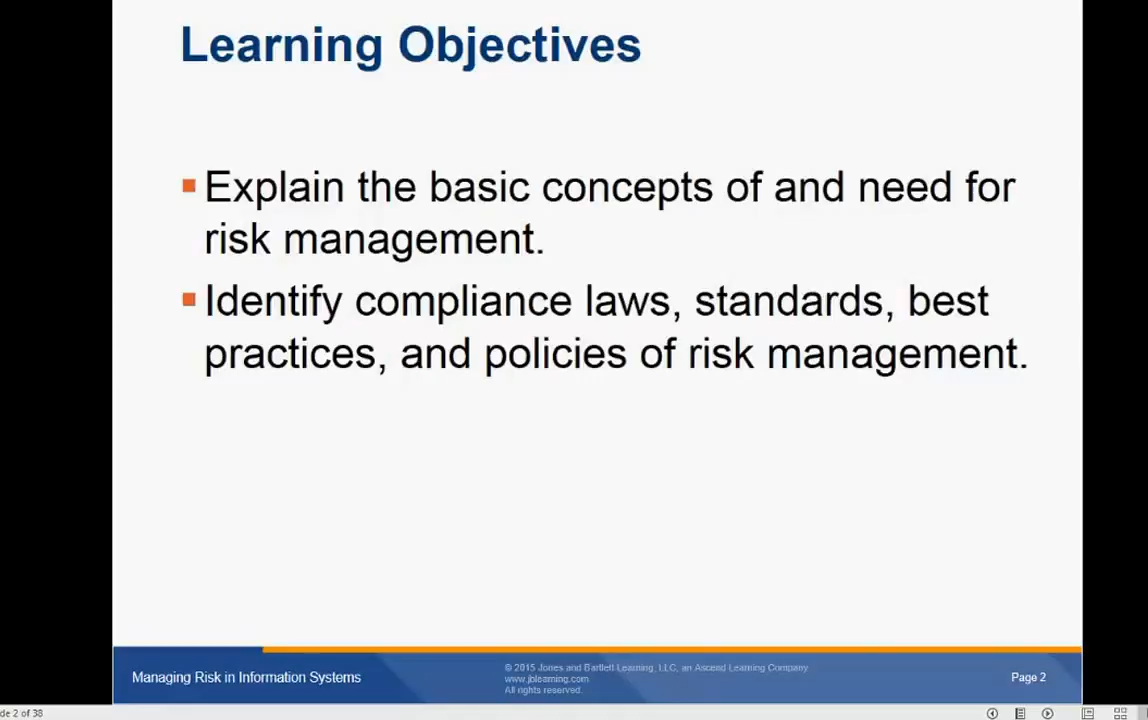 Learning Objectives
Explain the basic concepts of and need for
risk management.
Identify compliance laws, standards, best
practices, and policies of risk management.
Managing Risk in Information Systems
© 2015 Jones and Bartlett Learning, LLC, an Ascend Learning Company
www.jblearning.com
All rights reserved.
Page 2
de 2 of 38